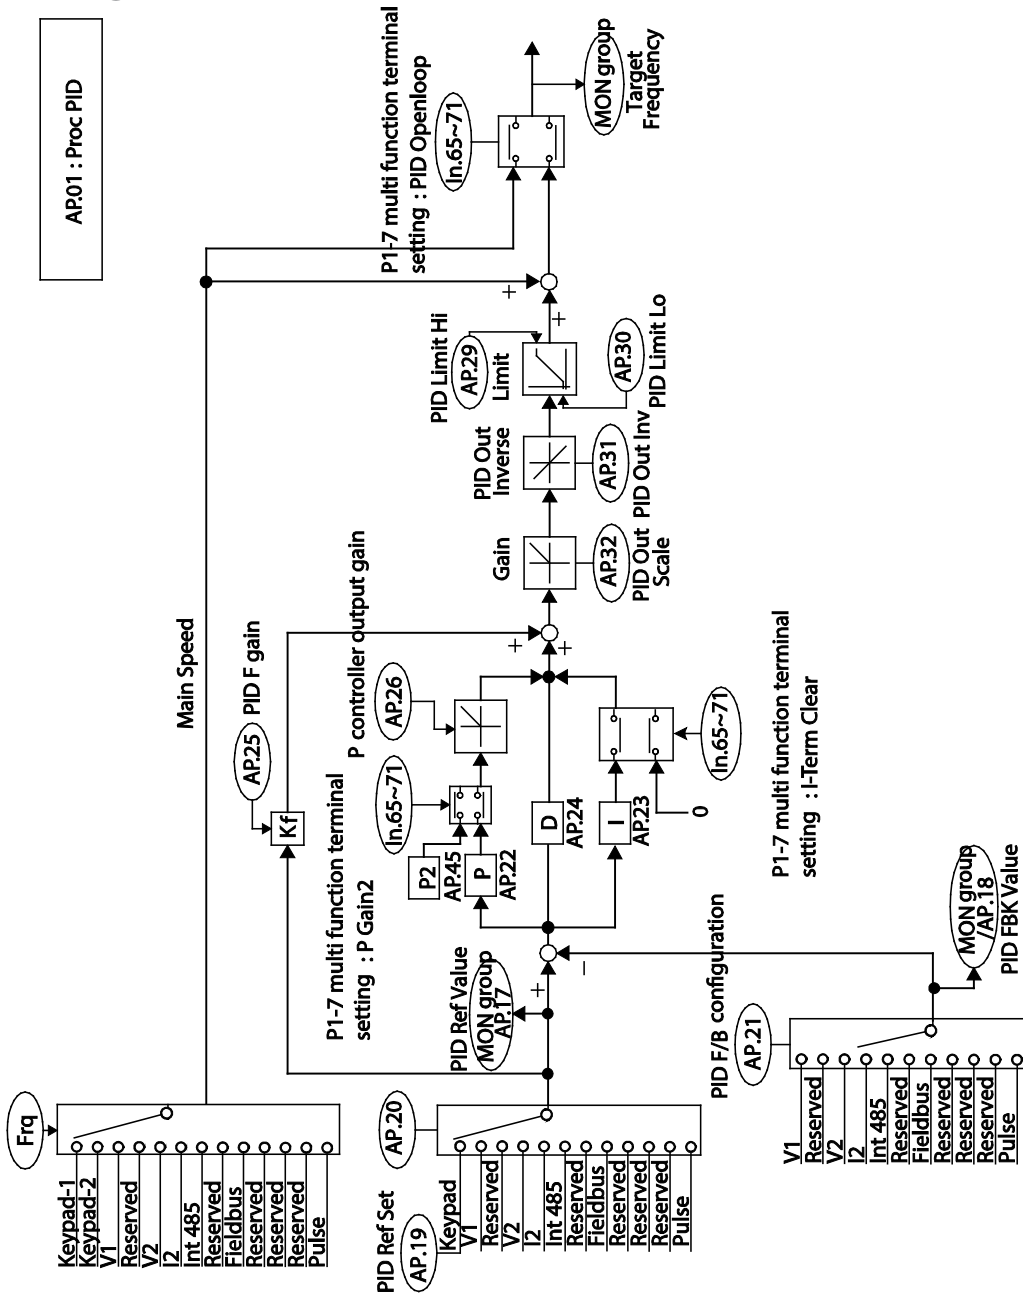 AP.01 : Proc PID
Frq
Keypad-1
Keypad-2
V1
Reserved
V2
I2
Int 485
Reserved
Fieldbus
Reserved
Reserved
Reserved
Pulse
Main Speed
P1-7 multi function terminal
setting : PID Openloop
In.65~71
MON group
Target
Frequency
AP.25
PID F gain
Kf
P1-7 multi function terminal
setting : P Gain2
In.65~71
P controller output gain
AP.26
P2
AP.45
P
AP.22
D
AP.24
I
AP.23
0
In.65~71
P1-7 multi function terminal
setting : I-Term Clear
+
+
Gain
AP.32
PID Out
Scale
PID Out
Inverse
AP.31
PID Out Inv
PID Limit Hi
AP.29
Limit
AP.30
PID Limit Lo
+
+
PID Ref Set
AP.19
AP.20
Keypad
V1
Reserved
V2
I2
Int 485
Reserved
Fieldbus
Reserved
Reserved
Reserved
Pulse
PID Ref Value
MON group
AP.17
+
−
PID F/B configuration
AP.21
V1
Reserved
V2
I2
Int 485
Reserved
Fieldbus
Reserved
Reserved
Reserved
Pulse
MON group
/AP.18
PID FBK Value